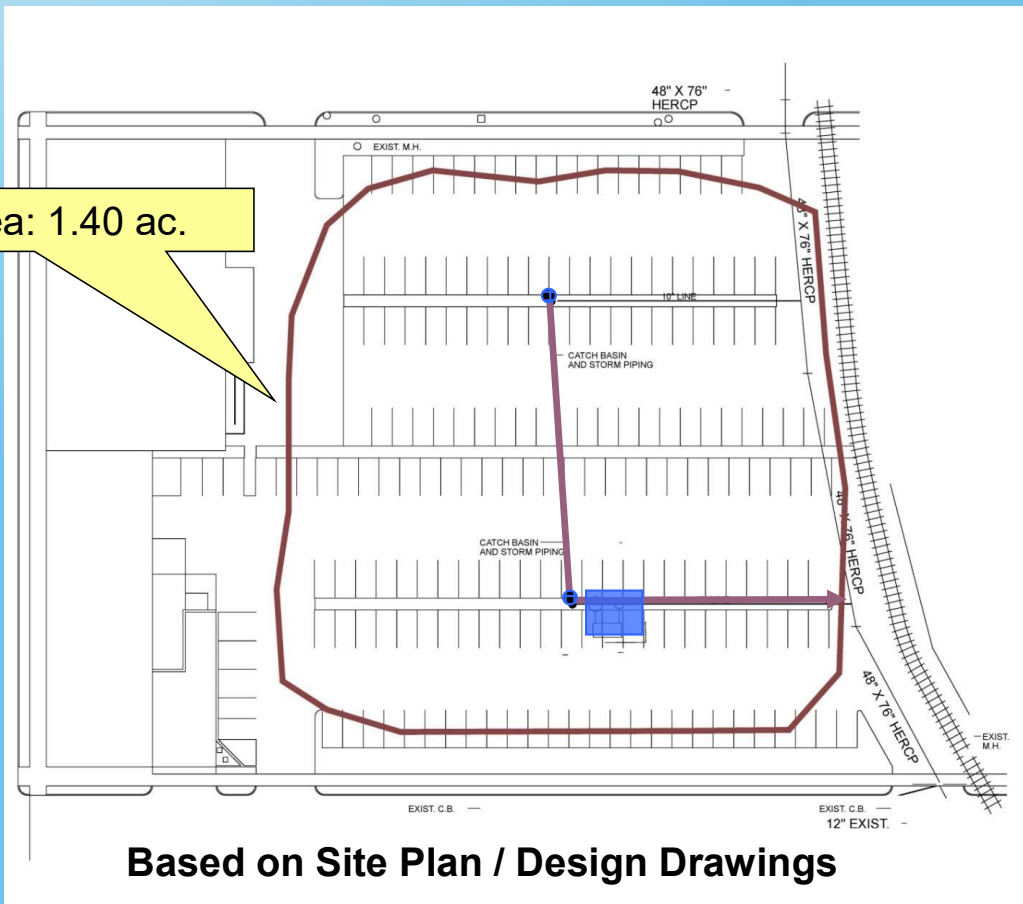 48" X 76"
HERCP
EXIST. M.H.
ea: 1.40 ac.
48" X 76" HERCP
10" LINE
CATCH BASIN
AND STORM PIPING
48" X 76" HERCP
CATCH BASIN
AND STORM PIPING
48" X 76" HERCP
EXIST.
M.H.
EXIST. C.B.
EXIST. C.B.
12" EXIST.
Based on Site Plan / Design Drawings